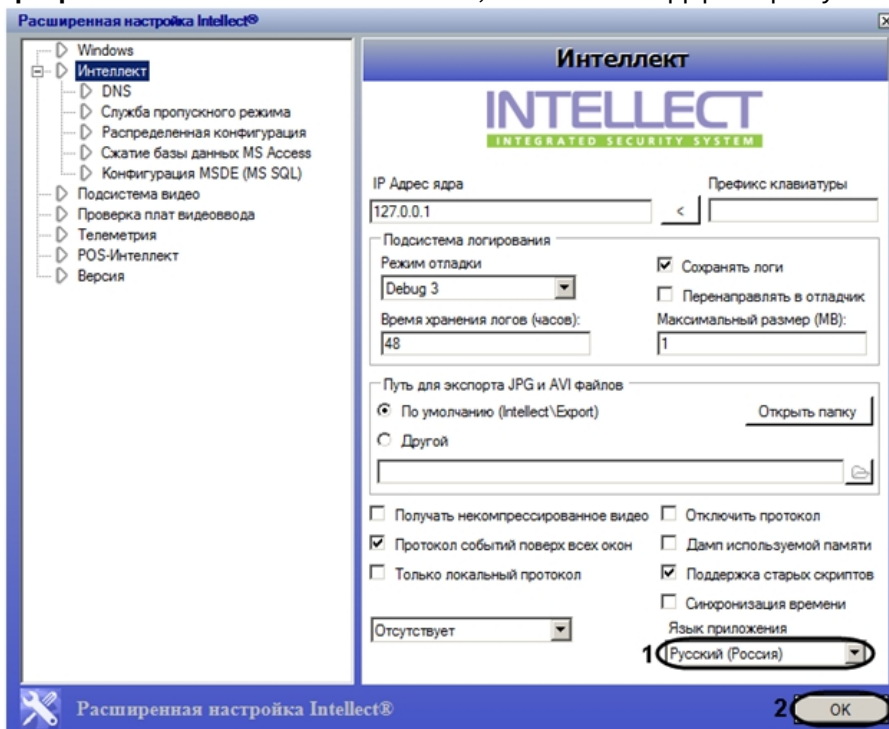 Расширенная настройка Intellect®
Windows
Интеллект
DNS
Служба пропускного режима
Распределенная конфигурация
Сжатие базы данных MS Access
Конфигурация MSDE (MS SQL)
Подсистема видео
Проверка плат видеоввода
Телеметрия
POS-Интеллект
Версия
Интеллект
INTELLECT
INTEGRATED SECURITY SYSTEM
IP Адрес ядра
Префикс клавиатуры
127.0.0.1
<
Подсистема логирования
Режим отладки
Сохранять логи
Debug 3
Перенаправлять в отладчик
Время хранения логов (часов):
Максимальный размер (MB):
48
1
Путь для экспорта JPG и AVI файлов
По умолчанию (Intellect\Export)
Открыть папку
Другой
Получать некомпрессированное видео
Отключить протокол
Протокол событий поверх всех окон
Дамп используемой памяти
Только локальный протокол
Поддержка старых скриптов
Синхронизация времени
Отсутствует
Язык приложения
1 Русский (Россия)
Расширенная настройка Intellect®
2 OK